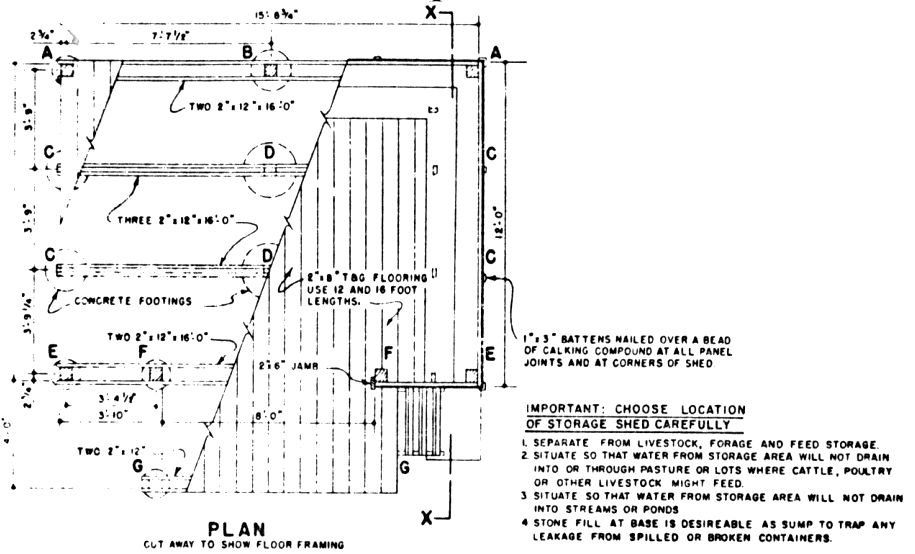 15'-8 3/4"
X
2 3/4"
7'-7 1/2"
A
B
A
TWO 2" x 12" x 16'-0"
3'-9"
C
D
C
THREE 2" x 12" x 16'-0"
3'-9"
12'-0"
C
D
C
2" x 8" T&G FLOORING
USE 12 AND 16 FOOT
LENGTHS.
CONCRETE FOOTINGS
3'-9 1/4"
TWO 2" x 12" x 16'-0"
1" x 3" BATTENS NAILED OVER A BEAD
OF CALKING COMPOUND AT ALL PANEL
JOINTS AND AT CORNERS OF SHED.
E
F
2" x 6" JAMB
F
E
2 3/4"
3'-4 1/2"
3'-10"
8'-0"
TWO 2" x 12"
G
G
X
PLAN
CUT AWAY TO SHOW FLOOR FRAMING
IMPORTANT: CHOOSE LOCATION
OF STORAGE SHED CAREFULLY
1. SEPARATE FROM LIVESTOCK, FORAGE AND FEED STORAGE.
2. SITUATE SO THAT WATER FROM STORAGE AREA WILL NOT DRAIN
INTO OR THROUGH PASTURE OR LOTS WHERE CATTLE, POULTRY
OR OTHER LIVESTOCK MIGHT FEED.
3 SITUATE SO THAT WATER FROM STORAGE AREA WILL NOT DRAIN
INTO STREAMS OR PONDS
4 STONE FILL AT BASE IS DESIREABLE AS SUMP TO TRAP ANY
LEAKAGE FROM SPILLED OR BROKEN CONTAINERS.